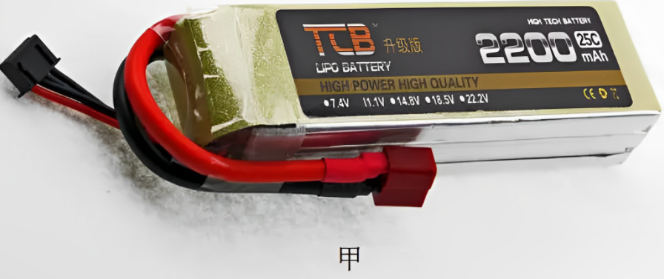 TCB 升级版
LIPO BATTERY
HIGH TECH BATTERY
2200 25C
mAh
HIGH POWER HIGH QUALITY
•7.4V 11.1V •14.8V •18.5V •22.2V
CE
甲